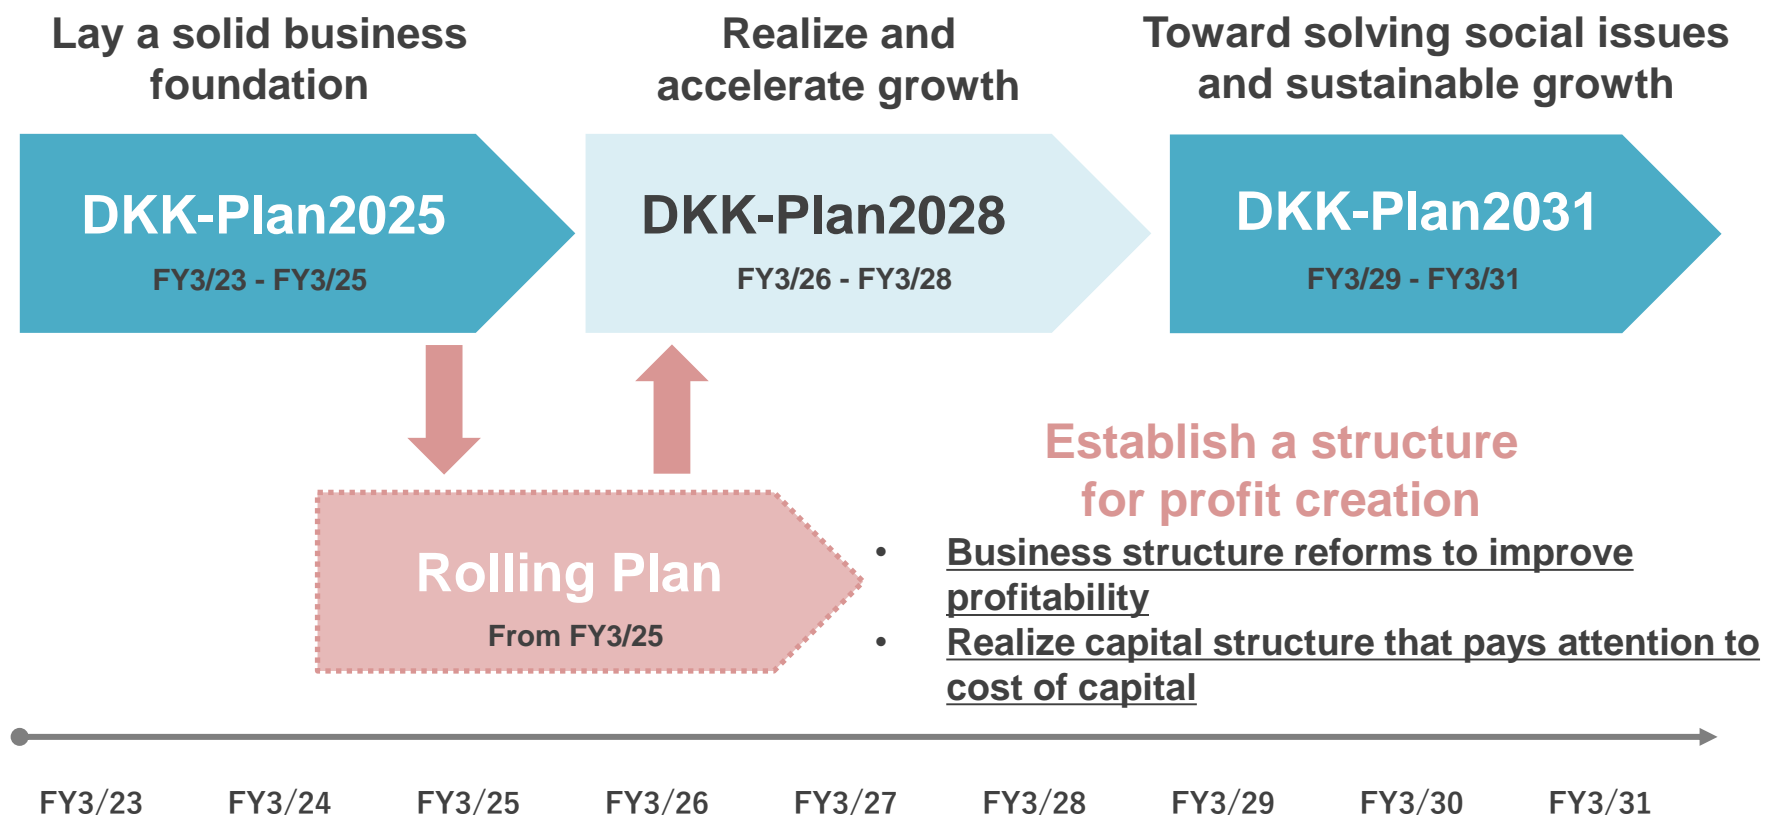 Lay a solid business
foundation
Realize and
accelerate growth
Toward solving social issues
and sustainable growth
DKK-Plan2025
FY3/23 - FY3/25
DKK-Plan2028
FY3/26 - FY3/28
DKK-Plan2031
FY3/29 - FY3/31
Rolling Plan
From FY3/25
Establish a structure
for profit creation
• Business structure reforms to improve
profitability
• Realize capital structure that pays attention to
cost of capital
FY3/23 FY3/24 FY3/25 FY3/26 FY3/27 FY3/28 FY3/29 FY3/30 FY3/31